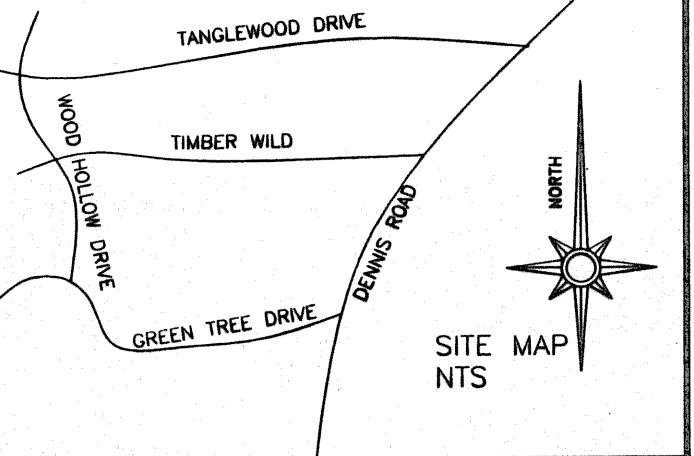 TANGLEWOOD DRIVE
WOOD HOLLOW DRIVE
TIMBER WILD
NORTH
DENNIS ROAD
GREEN TREE DRIVE
SITE MAP
NTS